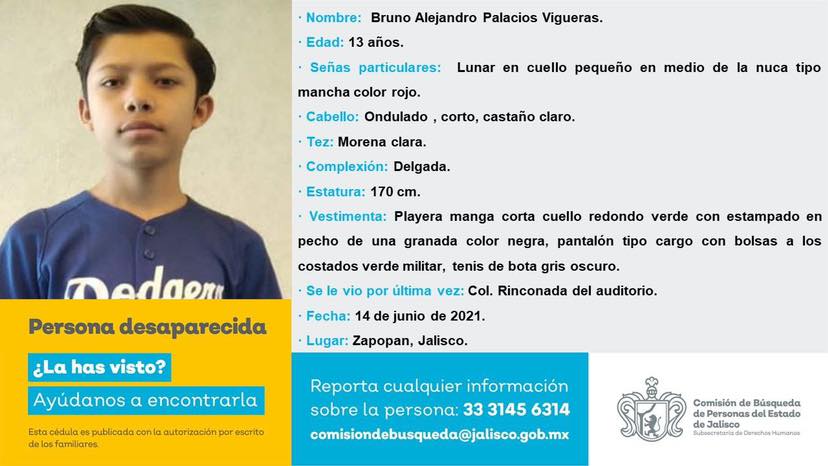 · Nombre: Bruno Alejandro Palacios Vigueras.
· Edad: 13 años.
· Señas particulares: Lunar en cuello pequeño en medio de la nuca tipo
mancha color rojo.
· Cabello: Ondulado , corto, castaño claro.
· Tez: Morena clara.
· Complexión: Delgada.
· Estatura: 170 cm.
· Vestimenta: Playera manga corta cuello redondo verde con estampado en
pecho de una granada color negra, pantalón tipo cargo con bolsas a los
costados verde militar, tenis de bota gris oscuro.
· Se le vio por última vez: Col. Rinconada del auditorio.
· Fecha: 14 de junio de 2021.
· Lugar: Zapopan, Jalisco.
Dodgers
Persona desaparecida
¿La has visto?
Ayúdanos a encontrarla
Esta cédula es publicada con la autorización por escrito
de los familiares.
Reporta cualquier información
sobre la persona: 33 3145 6314
comisiondebusqueda@jalisco.gob.mx
Comisión de Búsqueda
de Personas del Estado
de Jalisco
Subsecretaría de Derechos Humanos